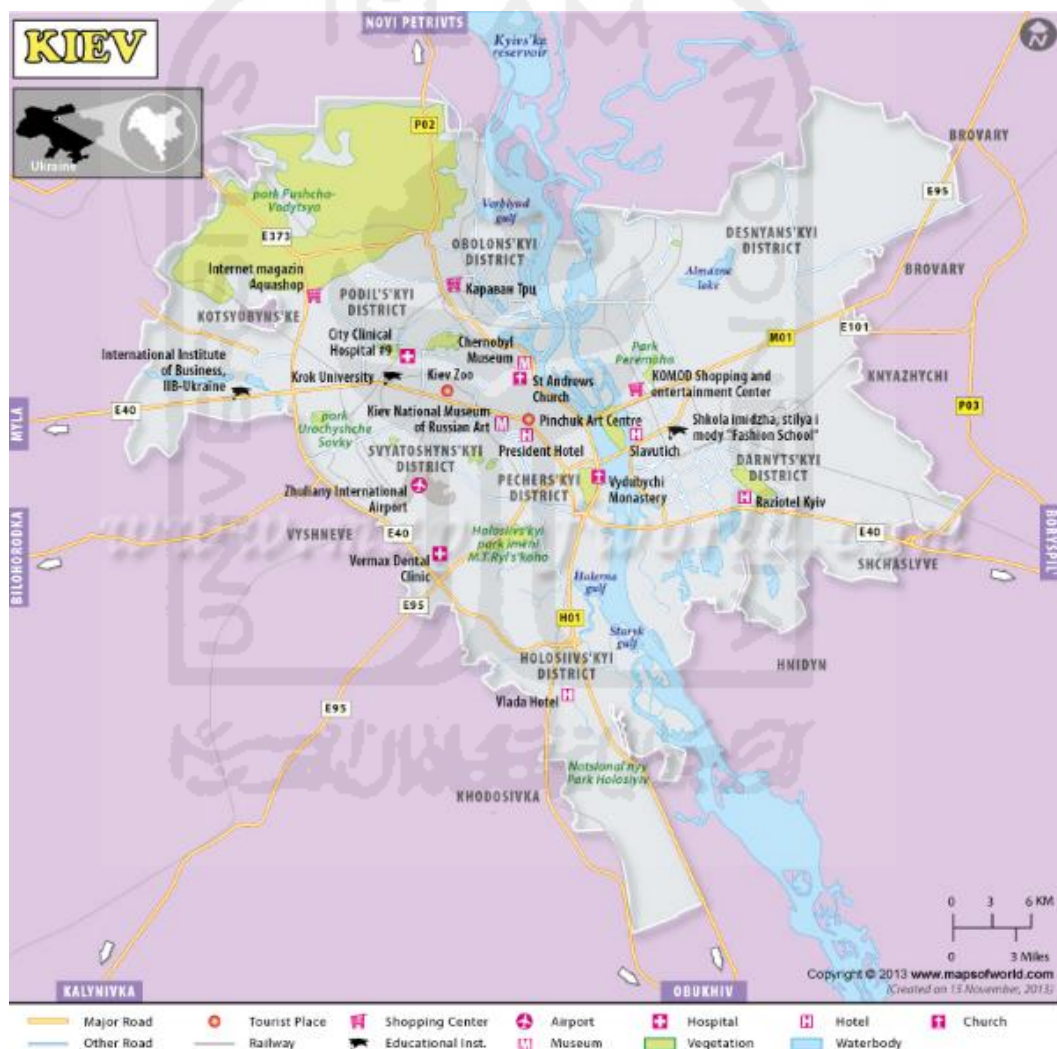 NOVI PETRIVTS
KIEV
Kyivs'ke
reservoir
N
Ukraine
P02
BROVARY
E95
park Pushcha-
Vodytsya
Verblyud
gulf
E373
OBOLONS'KYI
DISTRICT
DESNYANS'KYI
DISTRICT
Internet magazin
Aquashop
Almazne
lake
BROVARY
PODIL'S'KYI
DISTRICT
Караван Трц
KOTSYUBYNS'KE
E101
M01
City Clinical
Hospital #9
Chernobyl
Museum
Park
Peremoha
International Institute
of Business,
IIB-Ukraine
Krok University
Kiev Zoo
St Andrews
Church
KOMOD Shopping and
entertainment Center
KNYAZHYCHI
MYLA
E40
park
Urochyshche
Sovky
Kiev National Museum
of Russian Art
Pinchuk Art Centre
President Hotel
Slavutich
Shkola imidzha, stilya i
mody "Fashion School"
P03
SVYATOSHYNS'KYI
DISTRICT
DARNYTS'KYI
DISTRICT
PECHERS'KYI
DISTRICT
Vydubychi
Monastery
Zhuliany International
Airport
Raziotel Kyiv
BILOHORODKA
VYSHNEVE
E40
Holosiivs'kyi
park imeni
M.T.Ryl's'koho
E40
BORYSPIL
SHCHASLYVE
Vermax Dental
Clinic
Halerna
gulf
E95
H01
Staryk
gulf
HOLOSIIVS'KYI
DISTRICT
HNIDYN
Vlada Hotel
E95
Natsional'nyy
Park Holosiyiv
KHODOSIVKA
0 3 6 KM
0 3 Miles
Copyright © 2013 www.mapsofworld.com
(Created on 15 November, 2013)
KALYNIVKA
OBUKHIV
Major Road Tourist Place Shopping Center Airport Hospital Hotel Church
Other Road Railway Educational Inst. Museum Vegetation Waterbody